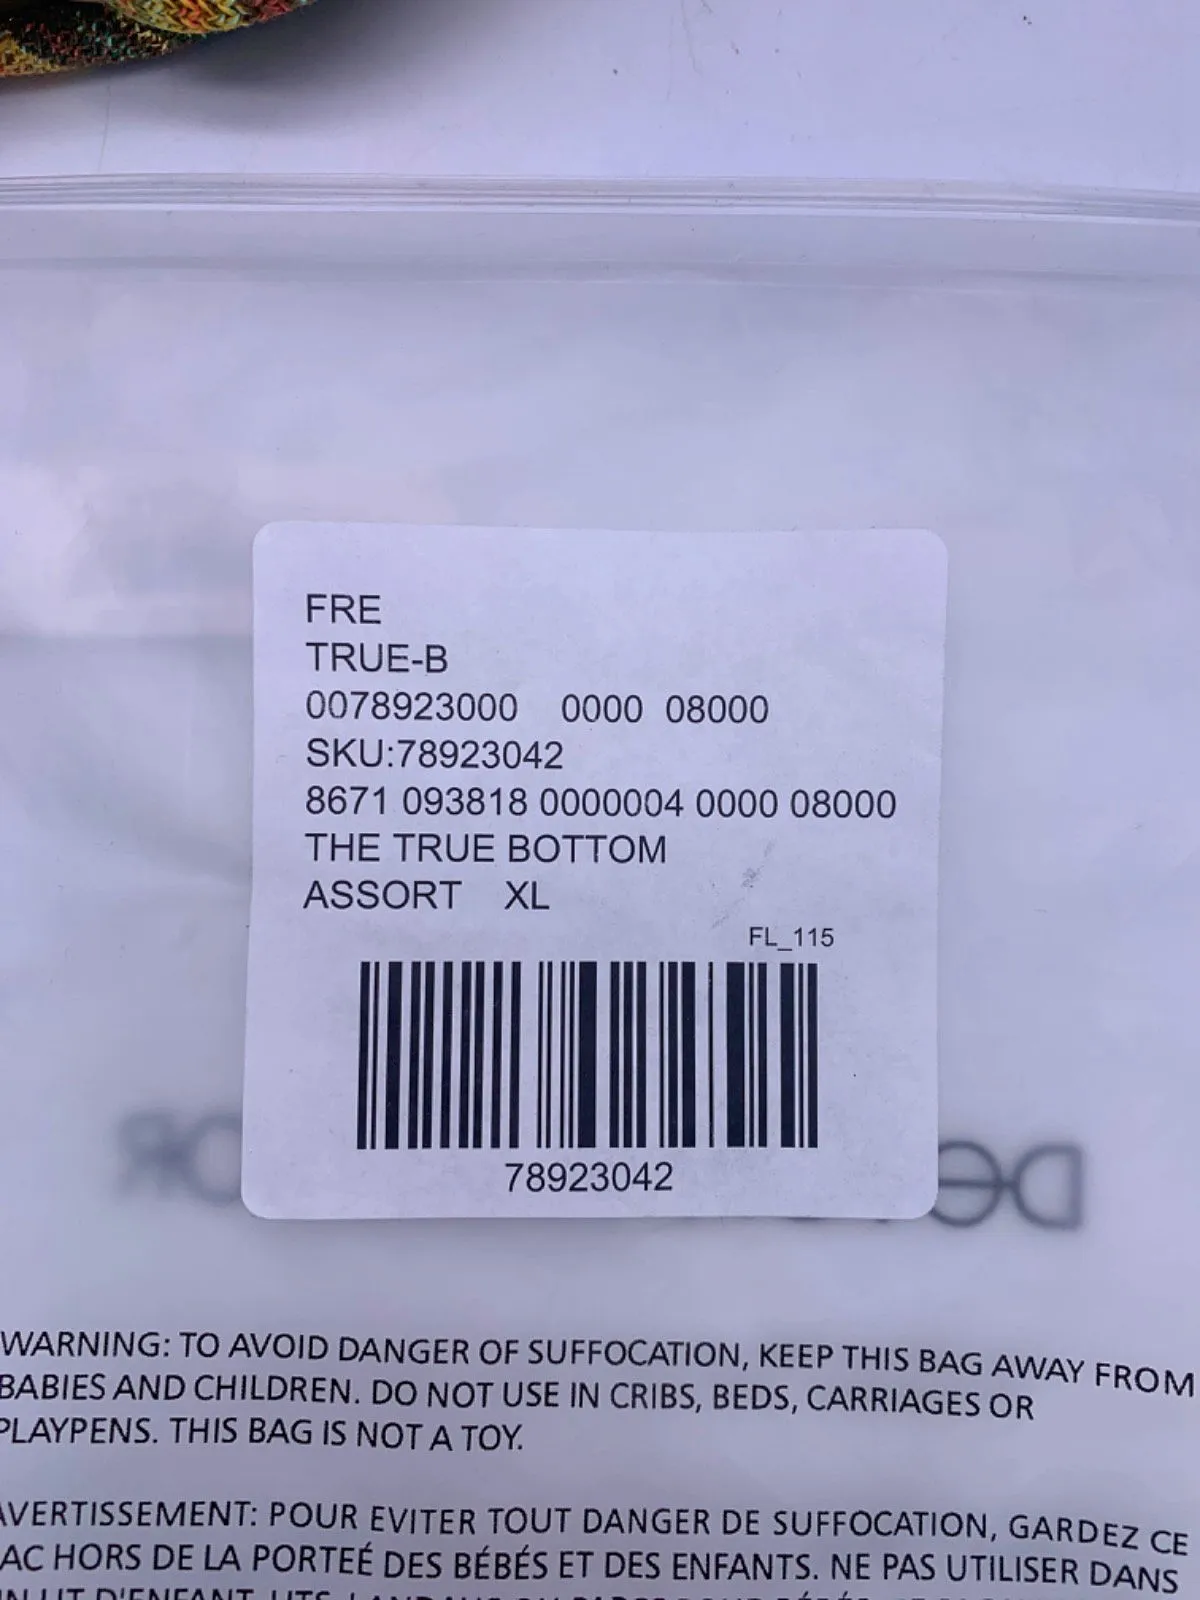 FRE
TRUE-B
0078923000 0000 08000
SKU:78923042
8671 093818 0000004 0000 08000
THE TRUE BOTTOM
ASSORT XL
FL_115
78923042
WARNING: TO AVOID DANGER OF SUFFOCATION, KEEP THIS BAG AWAY FROM
BABIES AND CHILDREN. DO NOT USE IN CRIBS, BEDS, CARRIAGES OR
PLAYPENS. THIS BAG IS NOT A TOY.
AVERTISSEMENT: POUR EVITER TOUT DANGER DE SUFFOCATION, GARDEZ CE
AC HORS DE LA PORTEÉ DES BÉBÉS ET DES ENFANTS. NE PAS UTILISER DANS